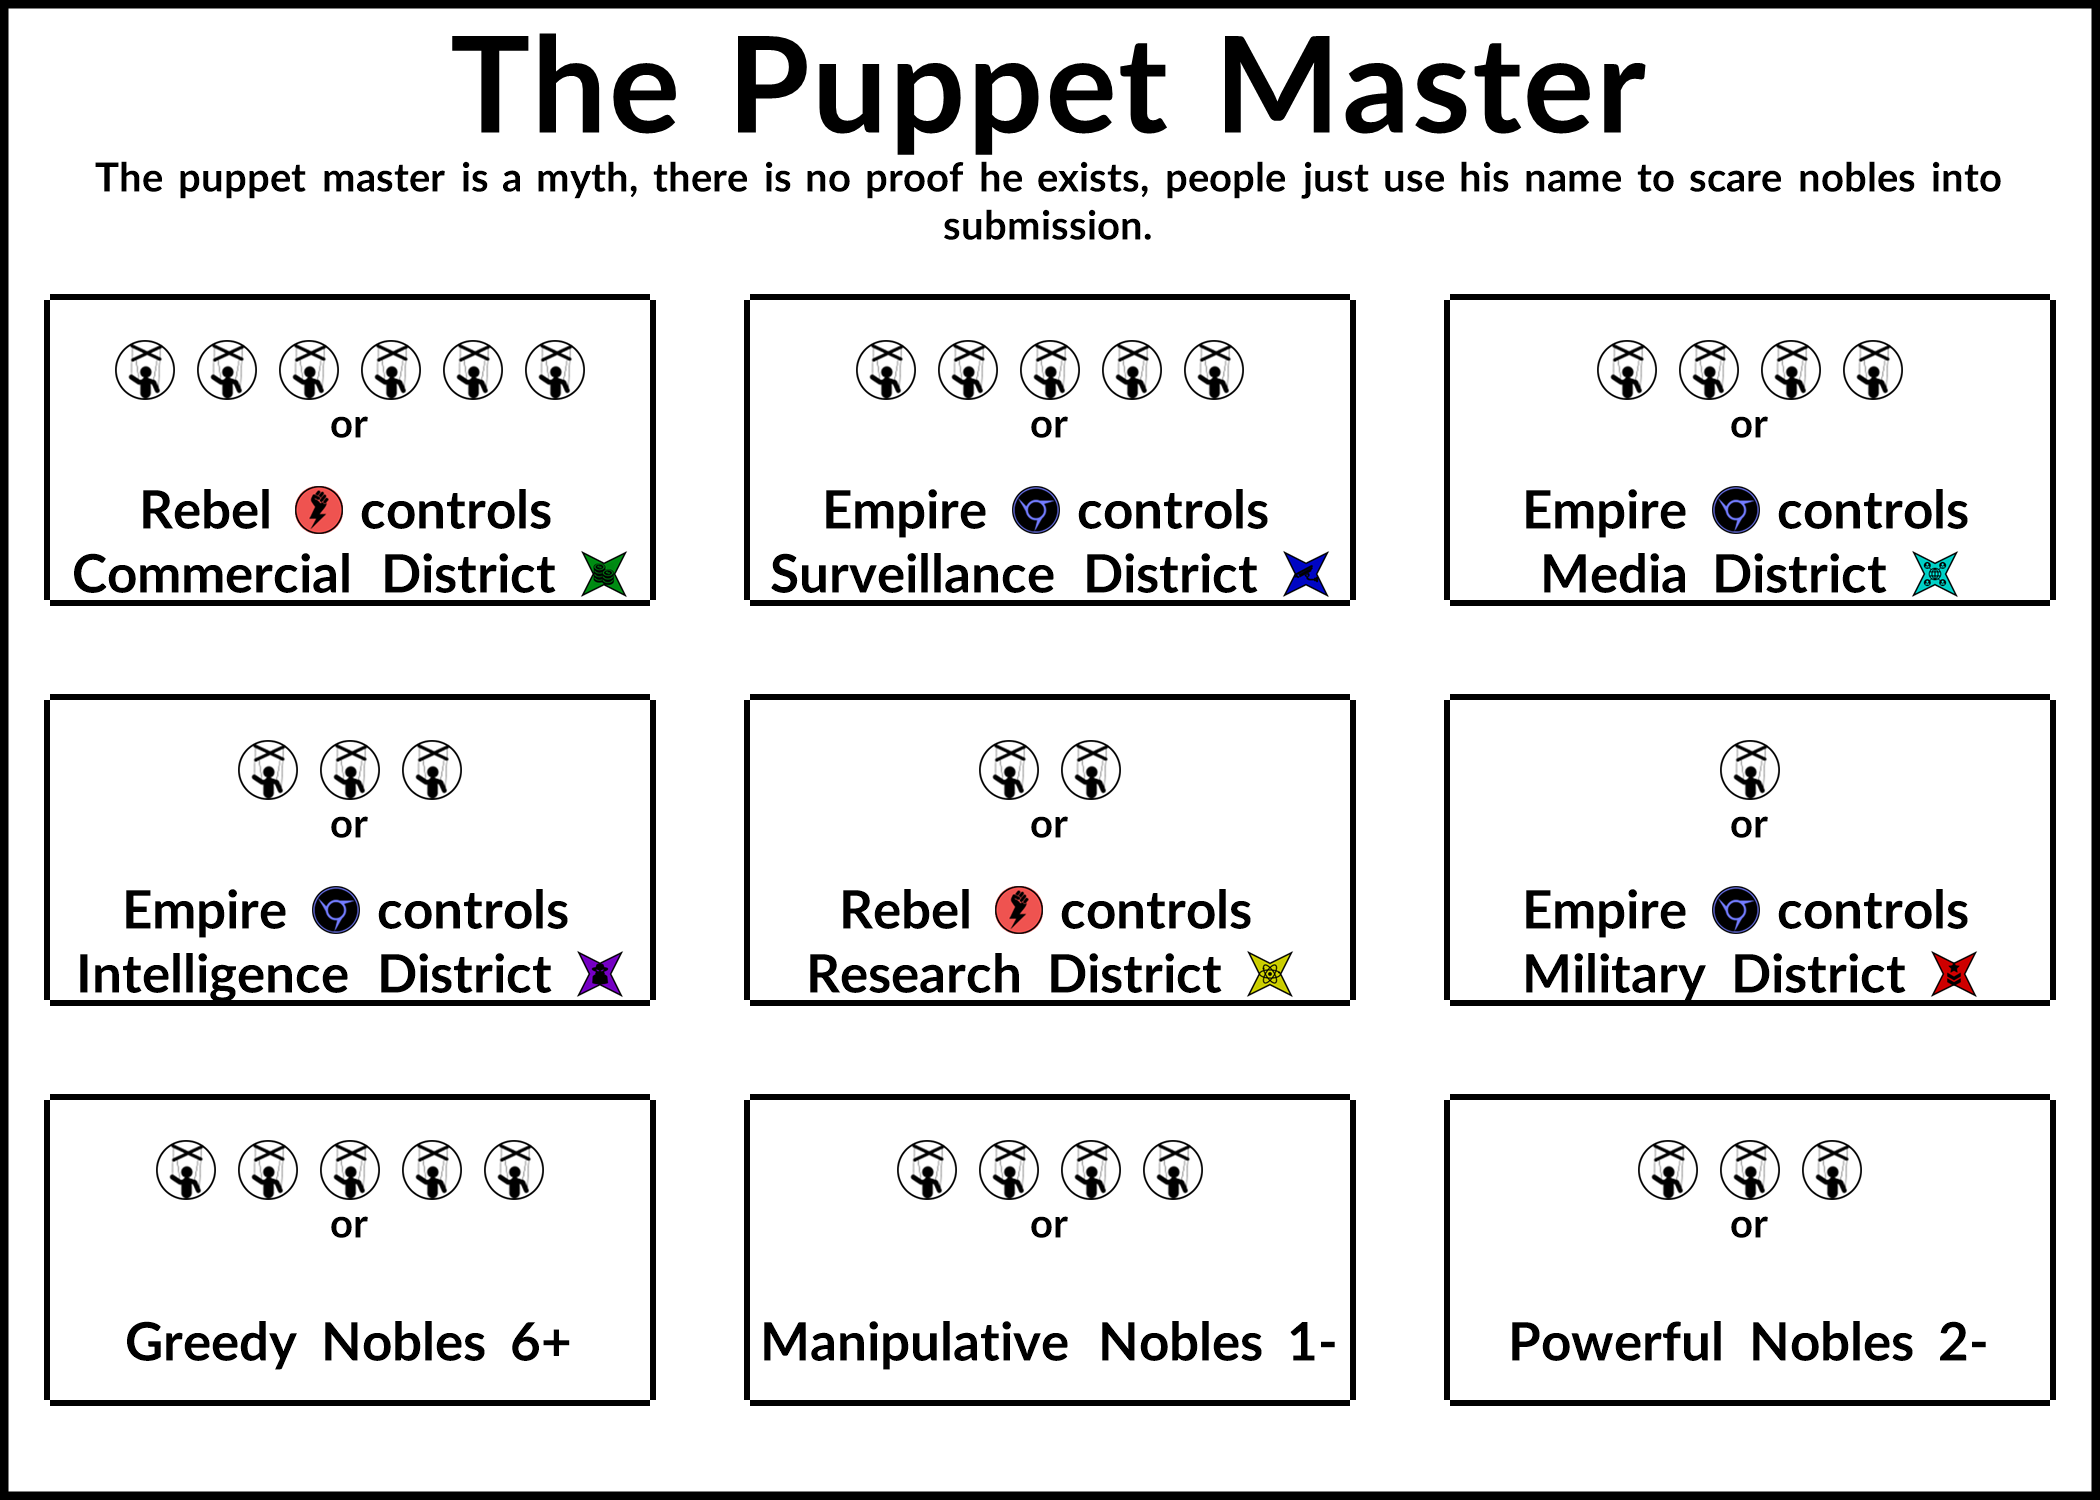 The Puppet Master
The puppet master is a myth, there is no proof he exists, people just use his name to scare nobles into
submission.
or
Rebel controls
Commercial District
or
Empire controls
Surveillance District
or
Empire controls
Media District
or
Empire controls
Intelligence District
or
Rebel controls
Research District
or
Empire controls
Military District
or
Greedy Nobles 6+
or
Manipulative Nobles 1-
or
Powerful Nobles 2-